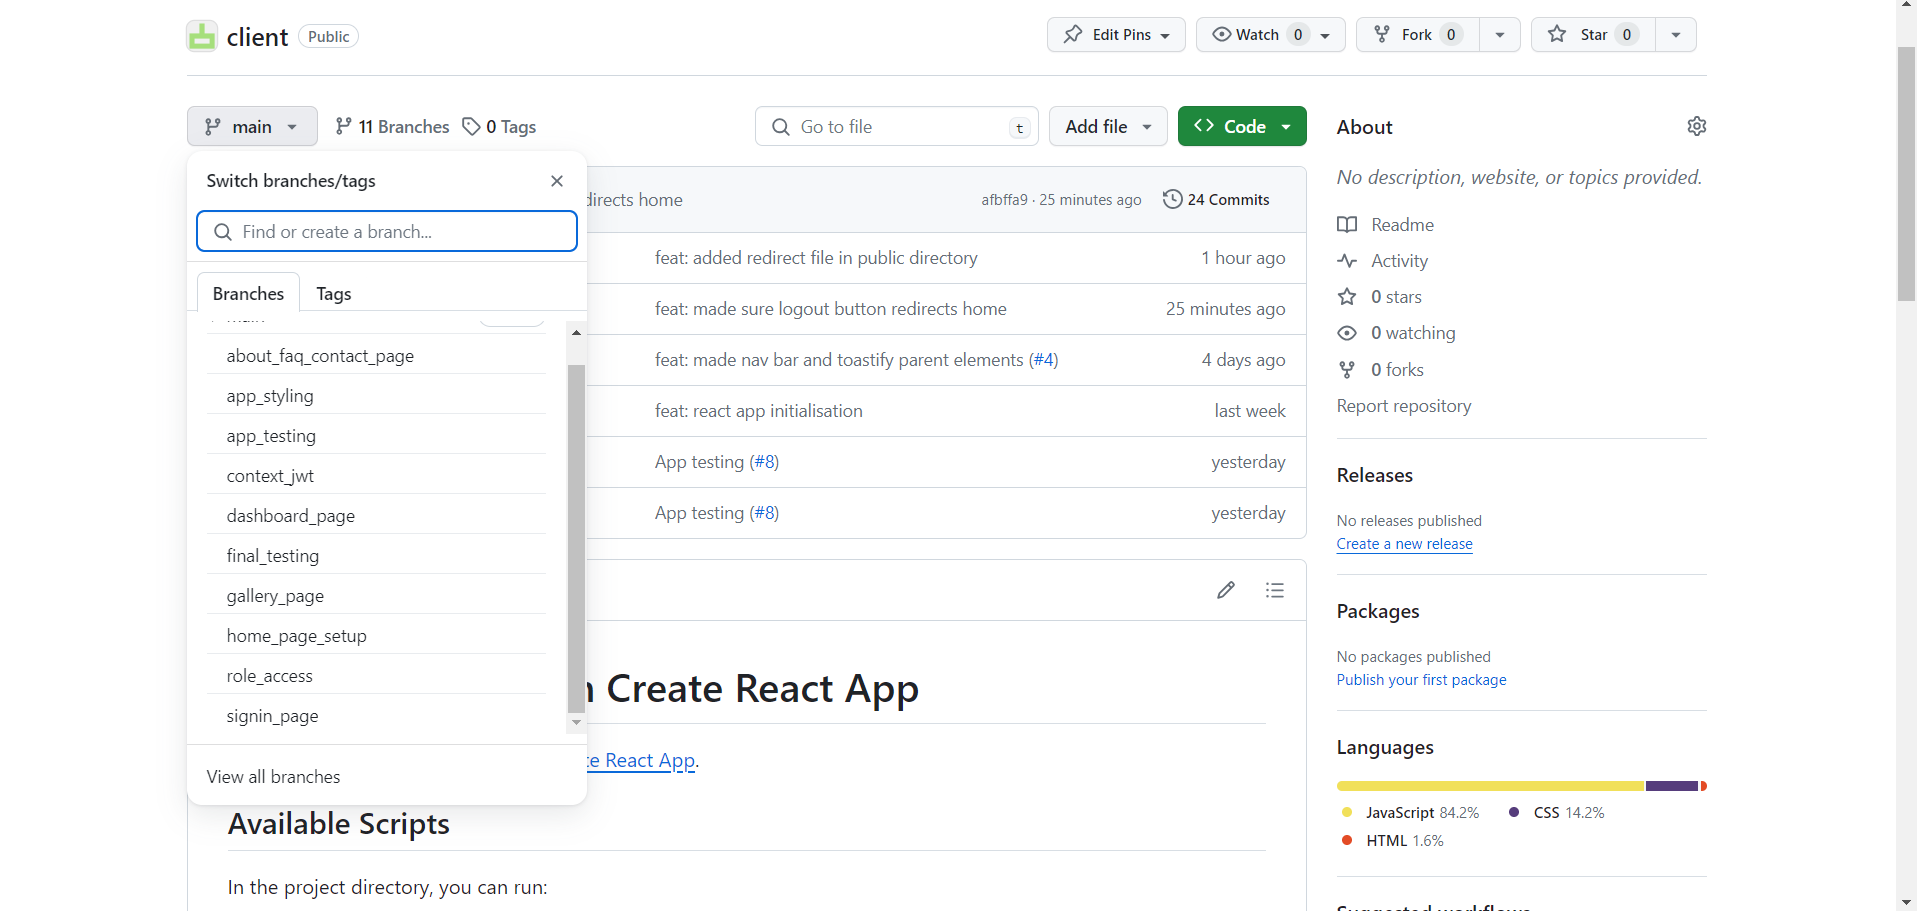 client Public
Edit Pins Watch 0 Fork 0 Star 0
main 11 Branches 0 Tags
Go to file t Add file Code
Switch branches/tags
Find or create a branch...
Branches Tags
main
about_faq_contact_page
app_styling
app_testing
context_jwt
dashboard_page
final_testing
gallery_page
home_page_setup
role_access
signin_page
View all branches
directs home afbffa9 · 25 minutes ago 24 Commits
feat: added redirect file in public directory 1 hour ago
feat: made sure logout button redirects home 25 minutes ago
feat: made nav bar and toastify parent elements (#4) 4 days ago
feat: react app initialisation last week
App testing (#8) yesterday
App testing (#8) yesterday
Create React App
te React App.
Available Scripts
In the project directory, you can run:
About
No description, website, or topics provided.
Readme
Activity
0 stars
0 watching
0 forks
Report repository
Releases
No releases published
Create a new release
Packages
No packages published
Publish your first package
Languages
JavaScript 84.2% CSS 14.2%
HTML 1.6%
Suggested workflows